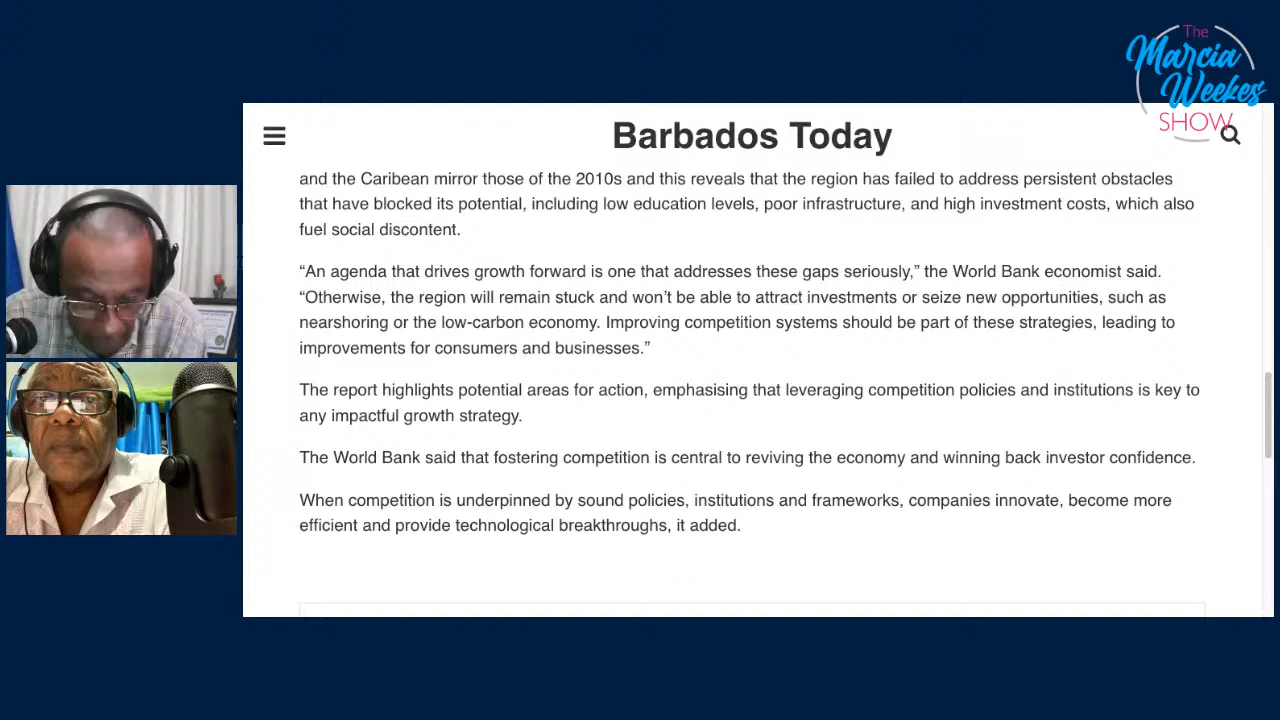 The
Marcia
Weekes
SHOW
Barbados Today
and the Caribean mirror those of the 2010s and this reveals that the region has failed to address persistent obstacles
that have blocked its potential, including low education levels, poor infrastructure, and high investment costs, which also
fuel social discontent.
“An agenda that drives growth forward is one that addresses these gaps seriously,” the World Bank economist said.
“Otherwise, the region will remain stuck and won’t be able to attract investments or seize new opportunities, such as
nearshoring or the low-carbon economy. Improving competition systems should be part of these strategies, leading to
improvements for consumers and businesses.”
The report highlights potential areas for action, emphasising that leveraging competition policies and institutions is key to
any impactful growth strategy.
The World Bank said that fostering competition is central to reviving the economy and winning back investor confidence.
When competition is underpinned by sound policies, institutions and frameworks, companies innovate, become more
efficient and provide technological breakthroughs, it added.